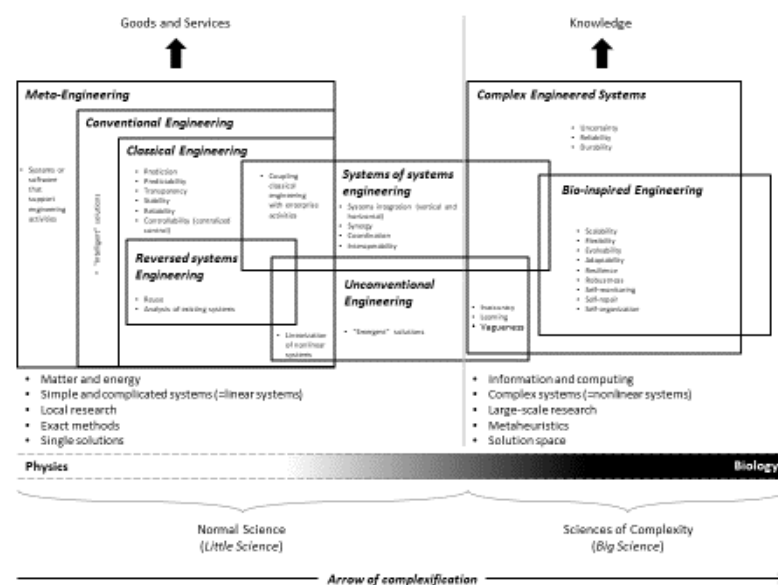 Goods and Services
Knowledge
Meta-Engineering
Complex Engineered Systems
Conventional Engineering
• Uncertainty
• Reliability
• Durability
Classical Engineering
• Systems or
software
that
support
engineering
activities
• "Intelligent" solutions
• Prediction
• Predictability
• Transparency
• Stability
• Reliability
• Controllability (centralized
control)
• Coupling
classical
engineering
with enterprise
activities
Systems of systems
engineering
• Systems integration (vertical and
horizontal)
• Synergy
• Coordination
• Interoperability
Bio-inspired Engineering
• Scalability
• Flexibility
• Evolvability
• Adaptability
• Resilience
• Robustness
• Self-monitoring
• Self-repair
• Self-organization
Reversed systems
Engineering
• Reuse
• Analysis of existing systems
Unconventional
Engineering
• "Emergent" solutions
• Linearization
of nonlinear
systems
• Inaccuracy
• Learning
• Vagueness
• Matter and energy
• Simple and complicated systems (=linear systems)
• Local research
• Exact methods
• Single solutions
• Information and computing
• Complex systems (=nonlinear systems)
• Large-scale research
• Metaheuristics
• Solution space
Physics
Biology
Normal Science
(Little Science)
Sciences of Complexity
(Big Science)
Arrow of complexification